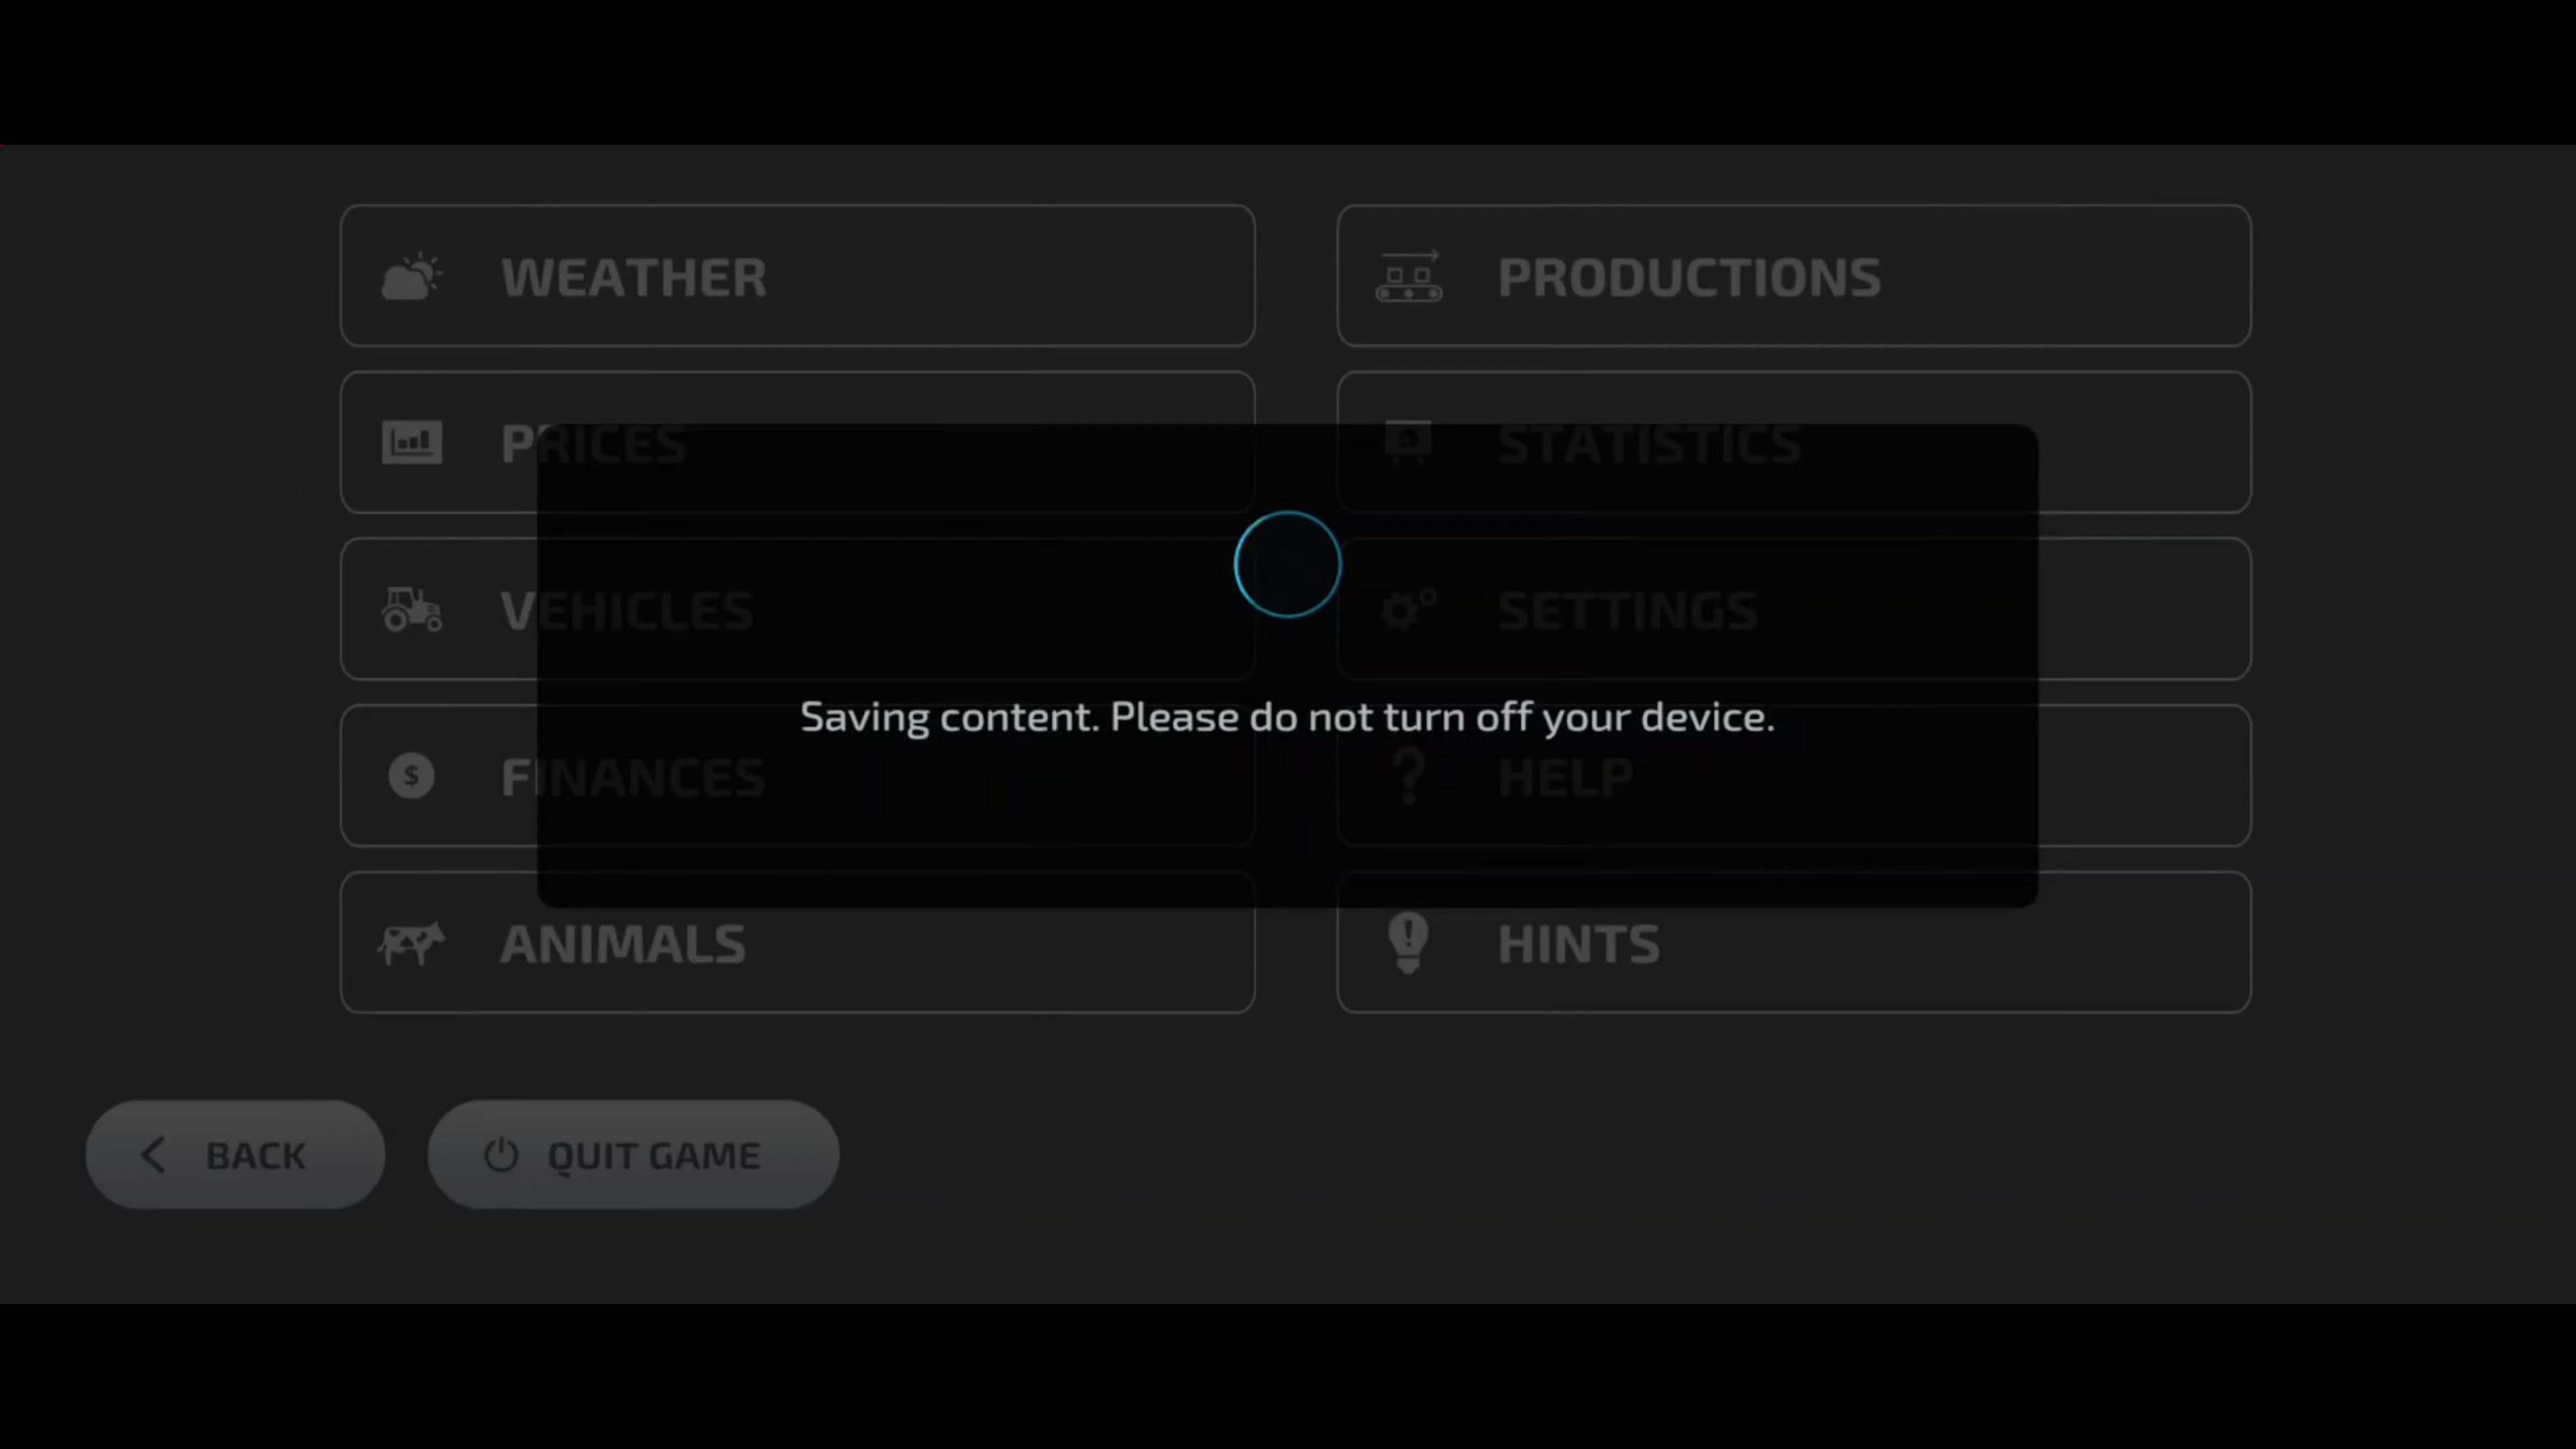 WEATHER
PRODUCTIONS
PRICES
STATISTICS
VEHICLES
SETTINGS
Saving content. Please do not turn off your device.
FINANCES
HELP
ANIMALS
HINTS
BACK
QUIT GAME